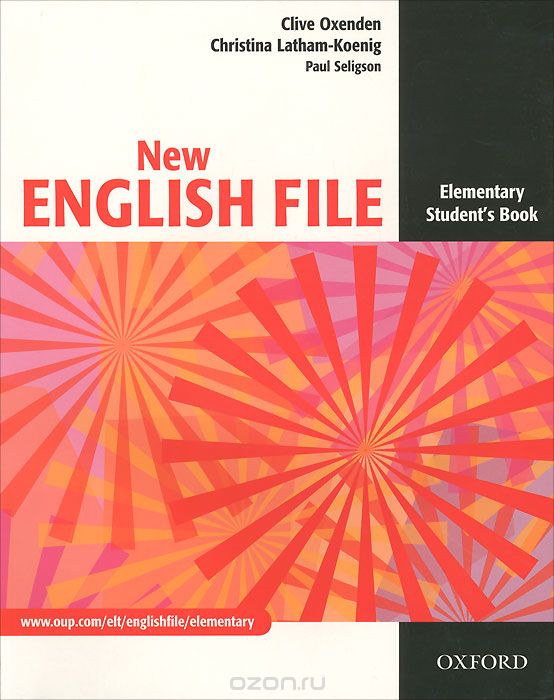 Clive Oxenden
Christina Latham-Koenig
Paul Seligson
New
ENGLISH FILE
Elementary
Student's Book
www.oup.com/elt/englishfile/elementary
OXFORD
ozon.ru